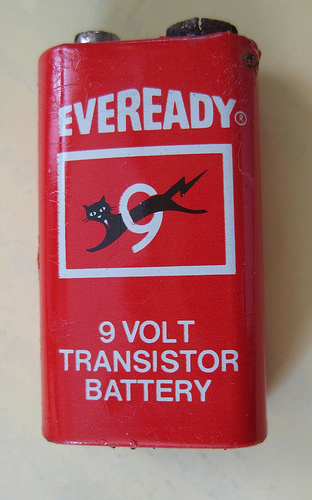 EVEREADY®
9
9 VOLT
TRANSISTOR
BATTERY